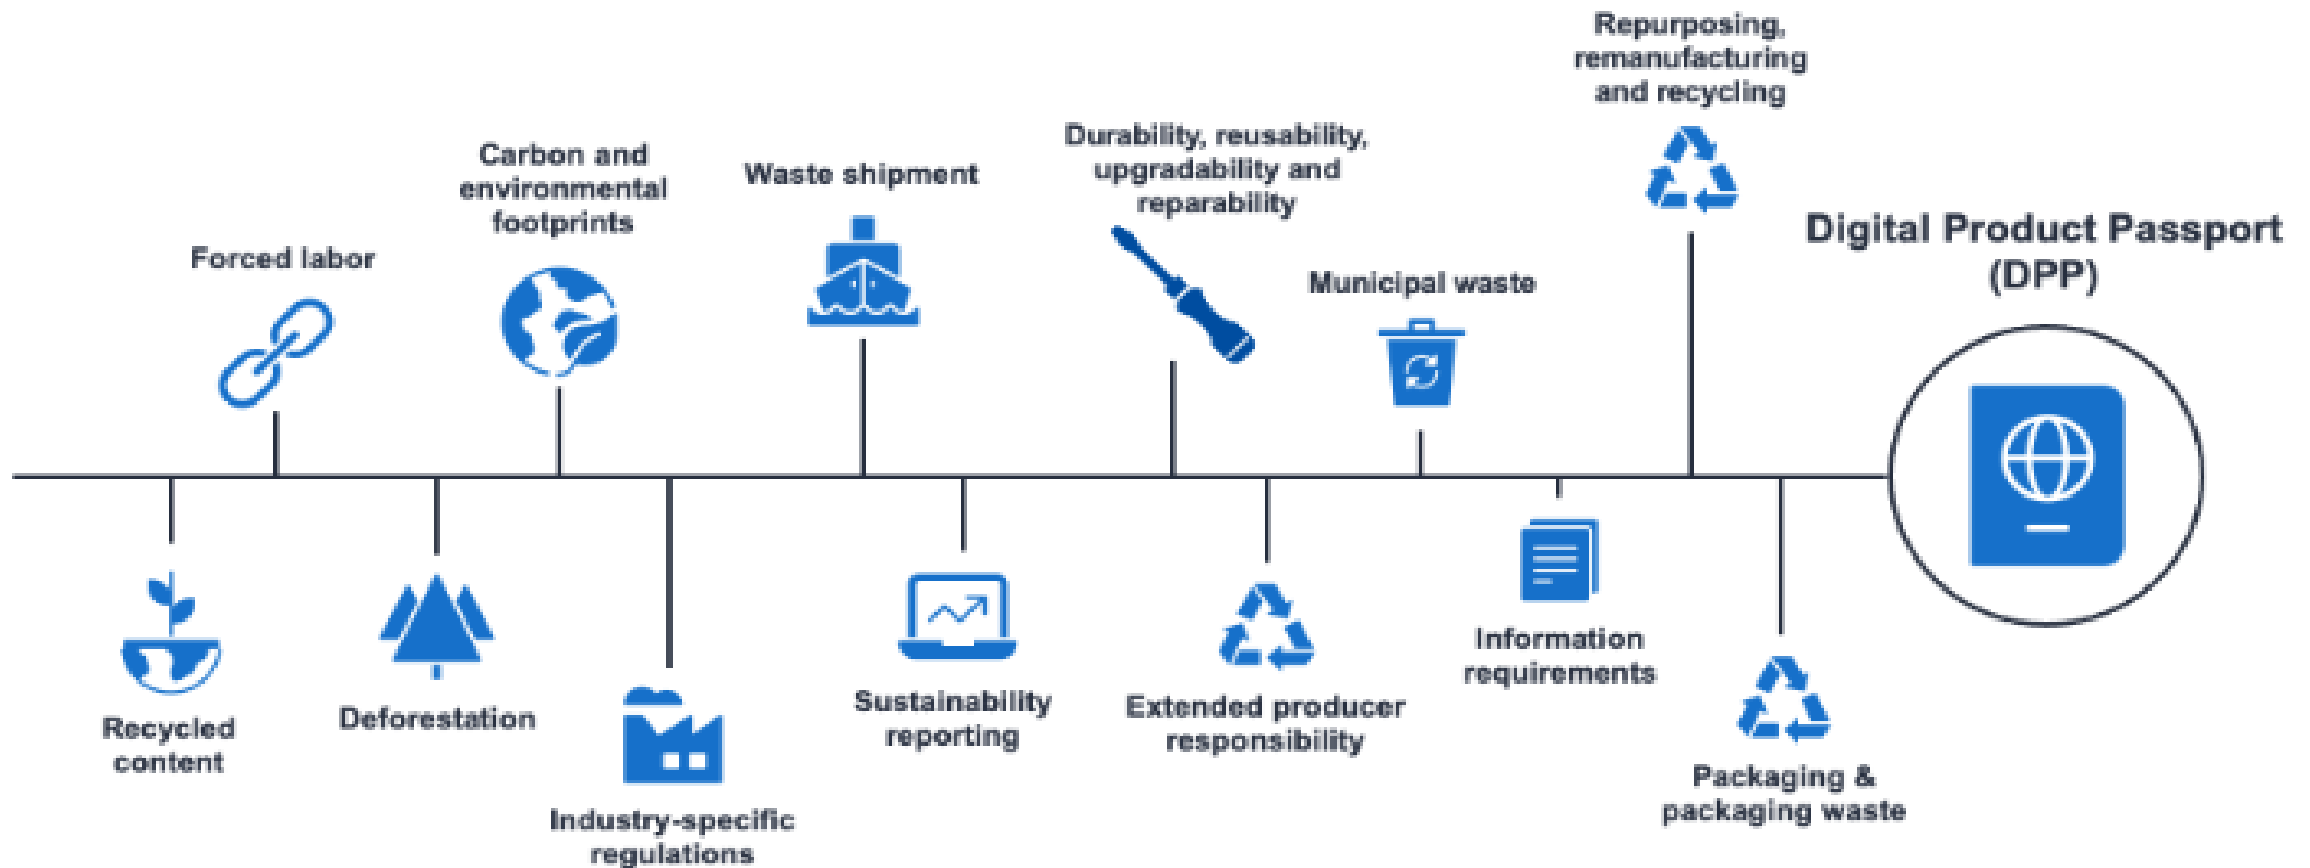 Repurposing,
remanufacturing
and recycling
Durability, reusability,
upgradability and
reparability
Carbon and
environmental
footprints
Waste shipment
Digital Product Passport
(DPP)
Forced labor
Municipal waste
Information
requirements
Sustainability
reporting
Extended producer
responsibility
Deforestation
Recycled
content
Packaging &
packaging waste
Industry-specific
regulations